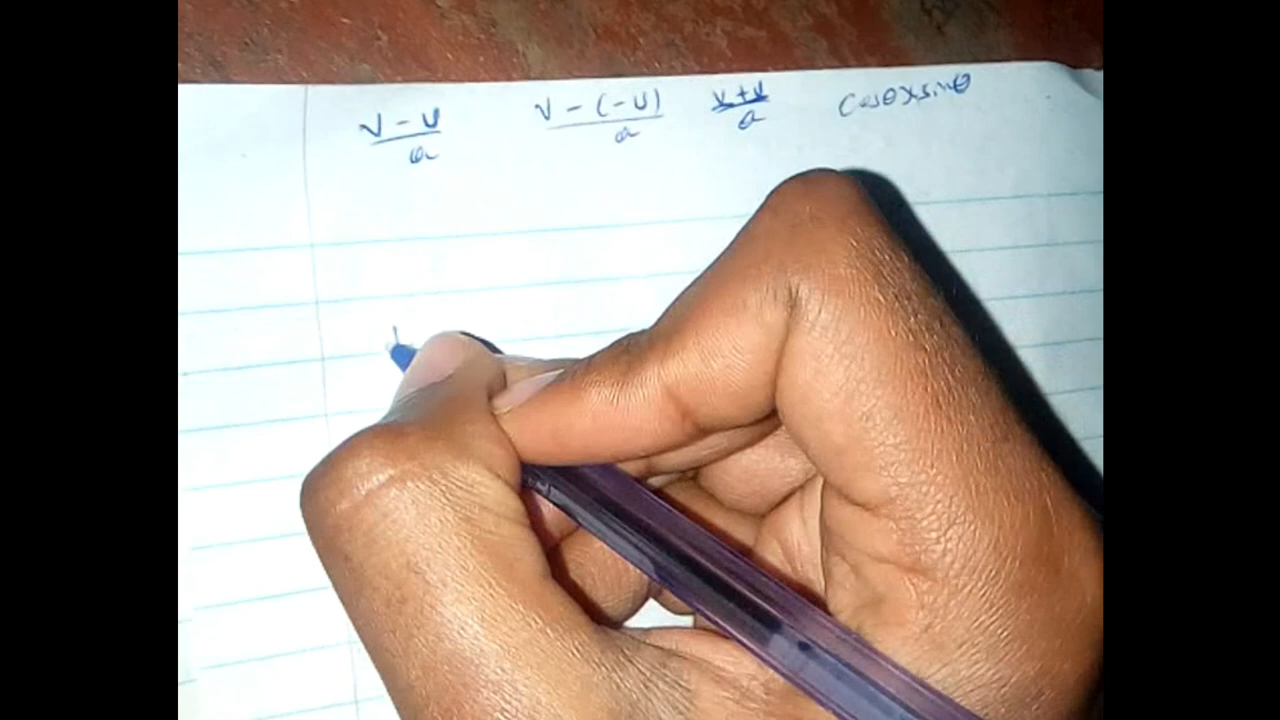 V - U / a   V - (-U) / a   V + U / a   Cosθ x sinθ